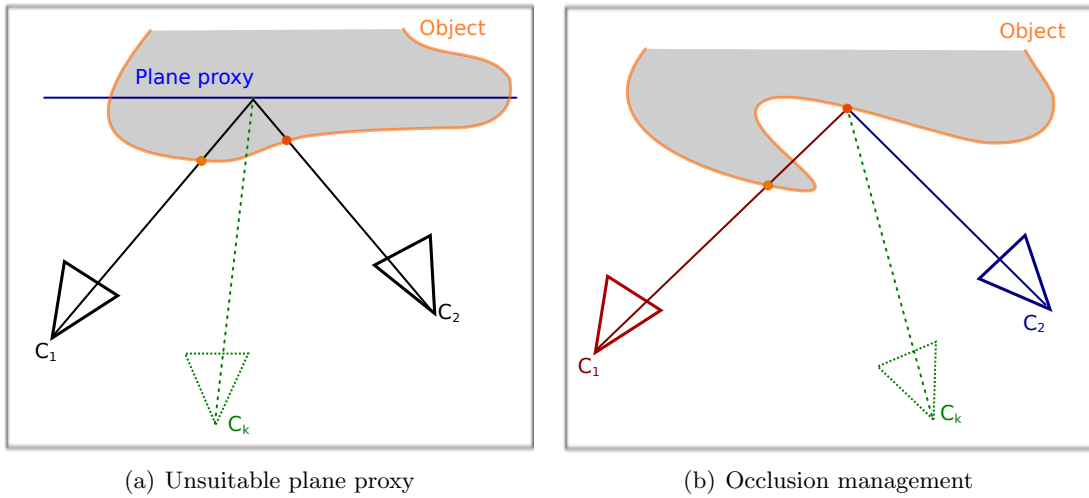 Object
Plane proxy
C1
C2
Ck
(a) Unsuitable plane proxy
Object
C1
C2
Ck
(b) Occlusion management